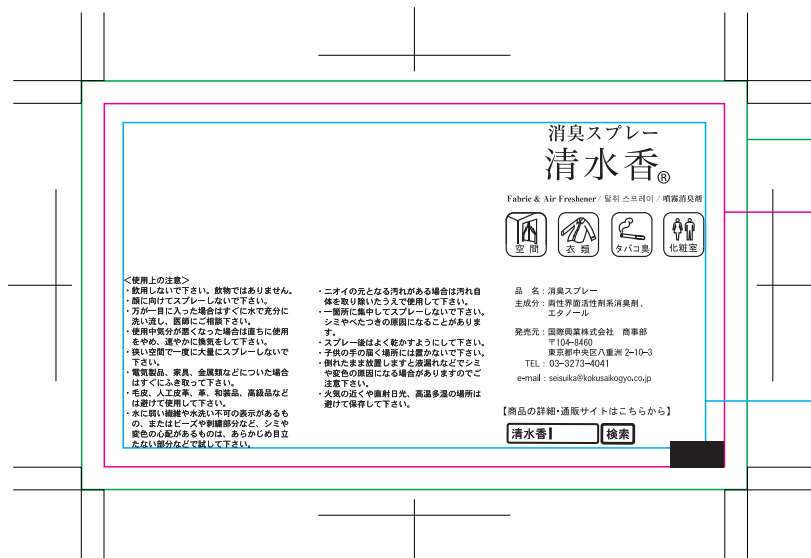 消臭スプレー
清水香®
Fabric & Air Freshener / 탈취 스프레이 / 噴霧消臭剤
空間
衣類
タバコ臭
化粧室
＜使用上の注意＞
・飲用しないで下さい。飲物ではありません。
・顔に向けてスプレーしないで下さい。
・万が一目に入った場合はすぐに水で充分に
洗い流し、医師にご相談下さい。
・使用中気分が悪くなった場合は直ちに使用
をやめ、速やかに換気をして下さい。
・狭い空間で一度に大量にスプレーしないで
下さい。
・電気製品、家具、金属類などについた場合
はすぐにふき取って下さい。
・毛皮、人工皮革、革、和装品、高級品など
は避けて使用して下さい。
・水に弱い繊維や水洗い不可の表示があるも
の、またはビーズや刺繍部分など、シミや
変色の心配があるものは、あらかじめ目立
たない部分などで試して下さい。
・ニオイの元となる汚れがある場合は汚れ自
体を取り除いたうえで使用して下さい。
・一箇所に集中してスプレーしないで下さい。
シミやべたつきの原因になることがありま
す。
・スプレー後はよく乾かすようにして下さい。
・子供の手の届く場所には置かないで下さい。
・倒れたまま放置しますと液漏れなどでシミ
や変色の原因になる場合がありますのでご
注意下さい。
・火気の近くや直射日光、高温多湿の場所は
避けて保存して下さい。
品　名：消臭スプレー
主成分：両性界面活性剤系消臭剤、
エタノール
発売元：国際興業株式会社　商事部
〒104-8460
東京都中央区八重洲 2-10-3
TEL：03-3273-4041
e-mail：seisuika@kokusaikogyo.co.jp
【商品の詳細・通販サイトはこちらから】
清水香 検索